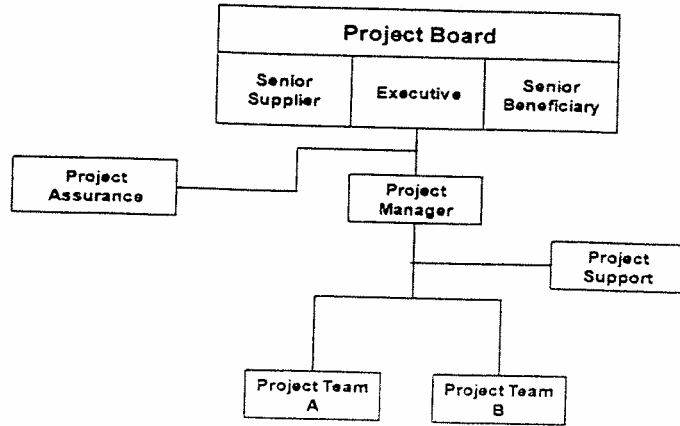 Project Board
Senior
Supplier
Executive
Senior
Beneficiary
Project
Assurance
Project
Manager
Project
Support
Project Team
A
Project Team
B